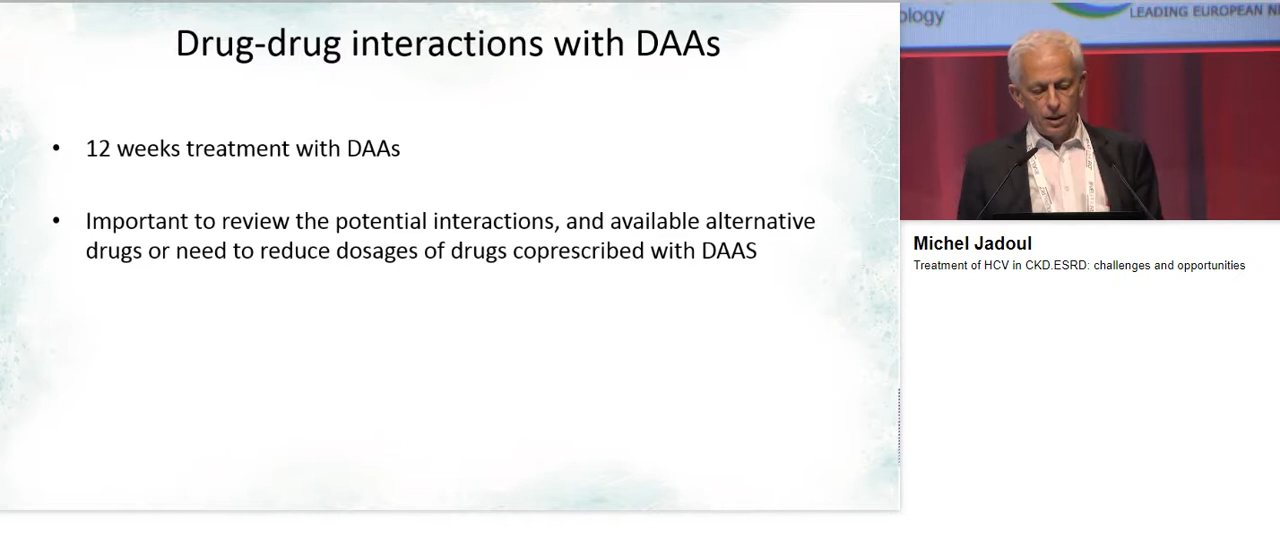 Drug-drug interactions with DAAs
• 12 weeks treatment with DAAs
• Important to review the potential interactions, and available alternative
drugs or need to reduce dosages of drugs coprescribed with DAAS
ology
LEADING EUROPEAN
Michel Jadoul
Treatment of HCV in CKD.ESRD: challenges and opportunities